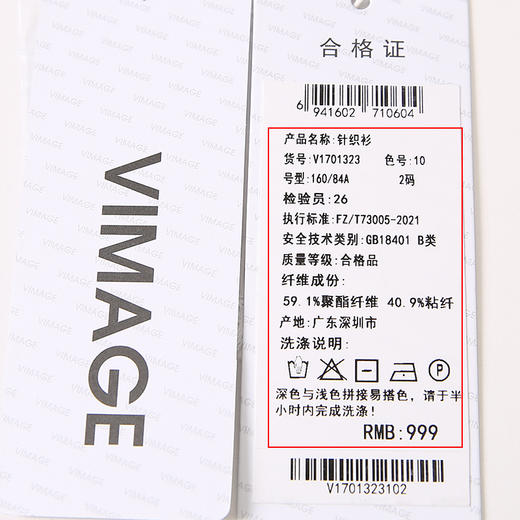 VIMAGE
合格证
6 941602 710604
产品名称:针织衫
货号:V1701323 色号:10
号型:160/84A 2码
检验员:26
执行标准:FZ/T73005-2021
安全技术类别:GB18401 B类
质量等级:合格品
纤维成份:
59.1%聚酯纤维 40.9%粘纤
产地:广东深圳市
洗涤说明:
P
深色与浅色拼接易搭色，请于半
小时内完成洗涤!
RMB:999
V1701323102